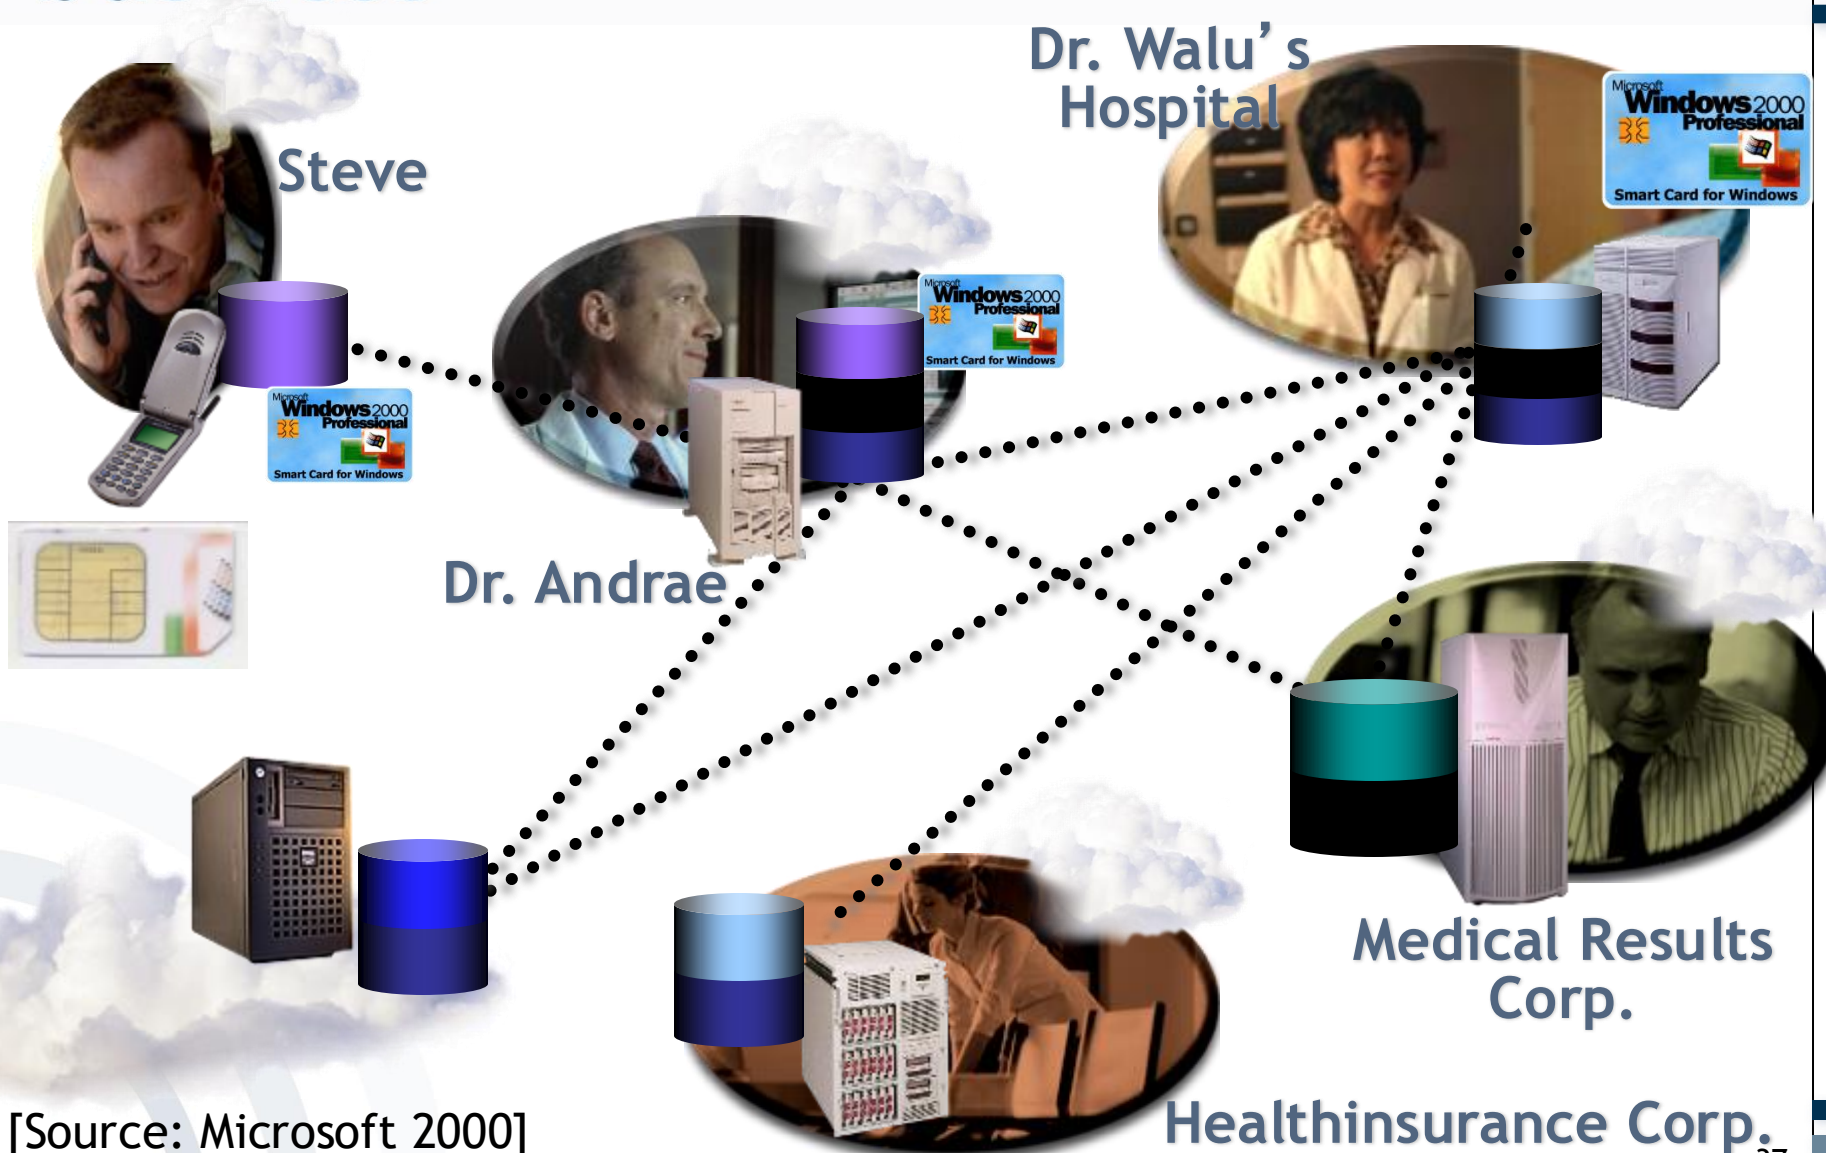 Dr. Walu's
Hospital
Microsoft
Windows 2000
Professional
Smart Card for Windows
Steve
Microsoft
Windows 2000
Professional
Smart Card for Windows
Microsoft
Windows 2000
Professional
Smart Card for Windows
Dr. Andrae
Medical Results
Corp.
Healthinsurance Corp.
[Source: Microsoft 2000]